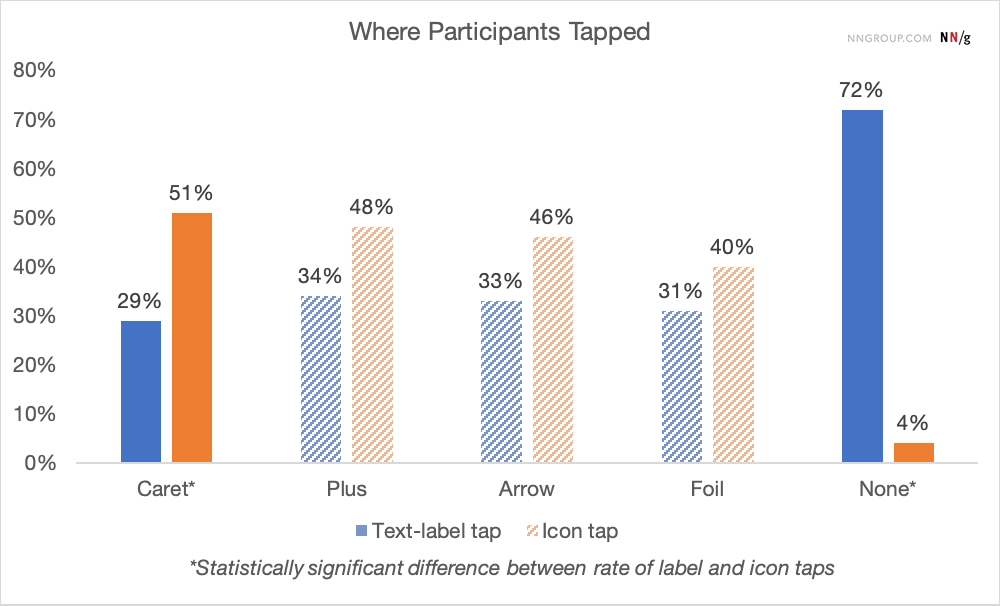 Where Participants Tapped
NNGROUP.COM NN/g
80%
70%
60%
50%
40%
30%
20%
10%
0%
29%
51%
34%
48%
33%
46%
31%
40%
72%
4%
Caret*
Plus
Arrow
Foil
None*
Text-label tap
Icon tap
*Statistically significant difference between rate of label and icon taps